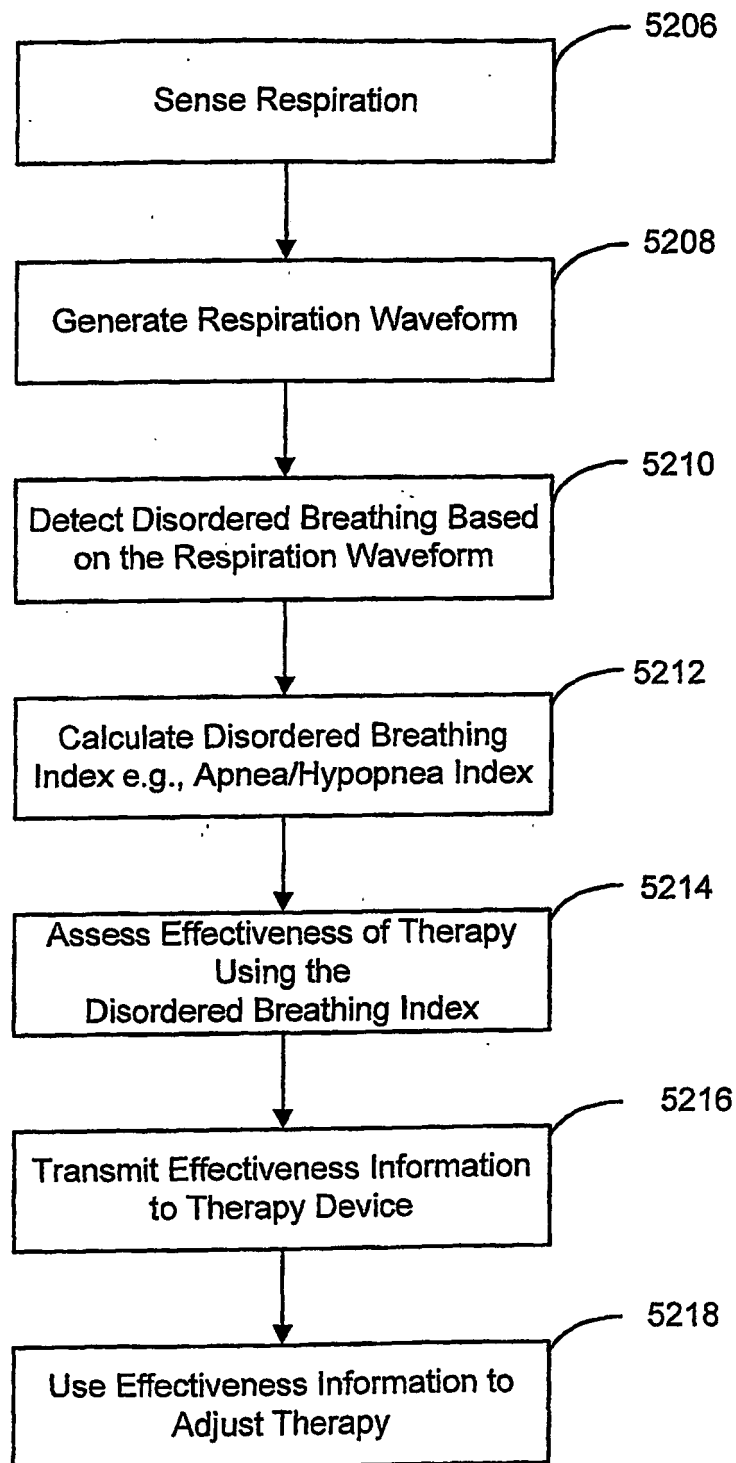 5206
Sense Respiration
5208
Generate Respiration Waveform
5210
Detect Disordered Breathing Based
on the Respiration Waveform
5212
Calculate Disordered Breathing
Index e.g., Apnea/Hypopnea Index
5214
Assess Effectiveness of Therapy
Using the
Disordered Breathing Index
5216
Transmit Effectiveness Information
to Therapy Device
5218
Use Effectiveness Information to
Adjust Therapy